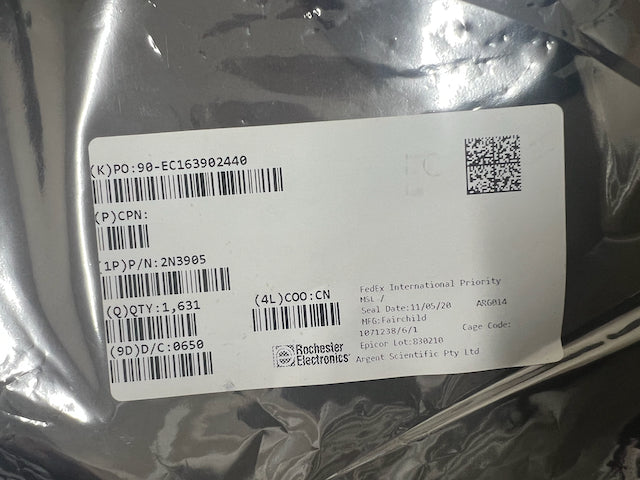 (K)PO:90-EC163902440
(P)CPN:
(1P)P/N:2N3905
(Q)QTY:1,631
(4L)COO:CN
(9D)D/C:0650
Rochester
Electronics
FedEx International Priority
MSL /
Seal Date:11/05/20 ARG014
MFG:Fairchild
1071238/6/1 Cage Code:
Epicor Lot:830210
Argent Scientific Pty Ltd